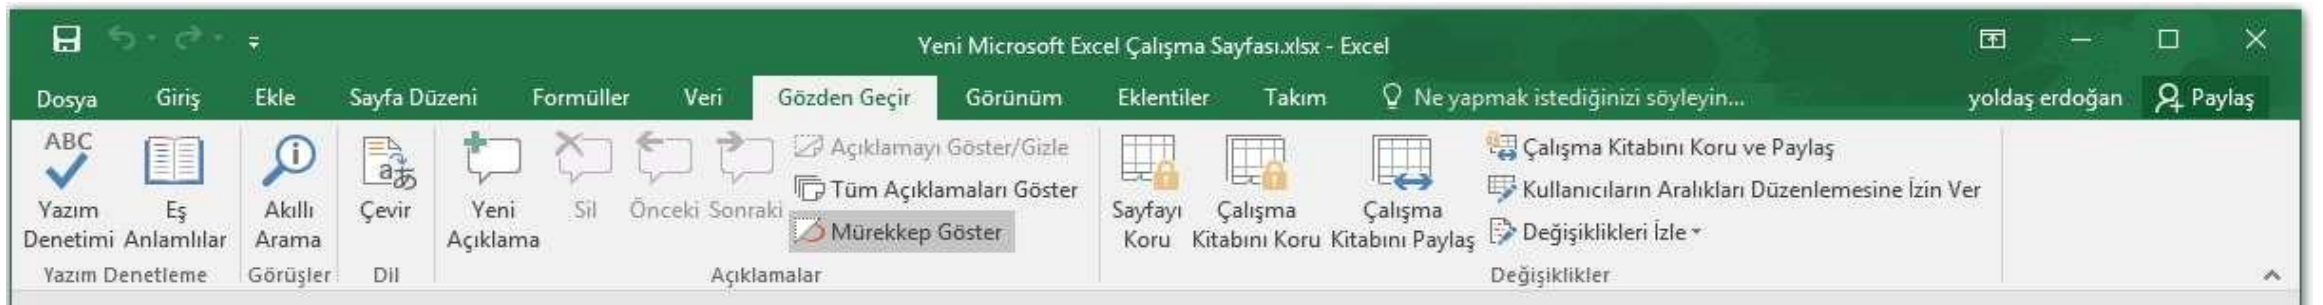 Yeni Microsoft Excel Çalışma Sayfası.xlsx - Excel
Dosya Giriş Ekle Sayfa Düzeni Formüller Veri Gözden Geçir Görünüm Eklentiler Takım Ne yapmak istediğinizi söyleyin... yoldaş erdoğan Paylaş
ABC
Yazım
Denetimi
Eş
Anlamlılar
Yazım Denetleme
Akıllı
Arama
Görüşler
aあ
Çevir
Dil
Yeni
Açıklama
Sil
Önceki
Sonraki
Açıklamayı Göster/Gizle
Tüm Açıklamaları Göster
Mürekkep Göster
Açıklamalar
Sayfayı
Koru
Çalışma
Kitabını Koru
Çalışma
Kitabını Paylaş
Çalışma Kitabını Koru ve Paylaş
Kullanıcıların Aralıkları Düzenlemesine İzin Ver
Değişiklikleri İzle
Değişiklikler